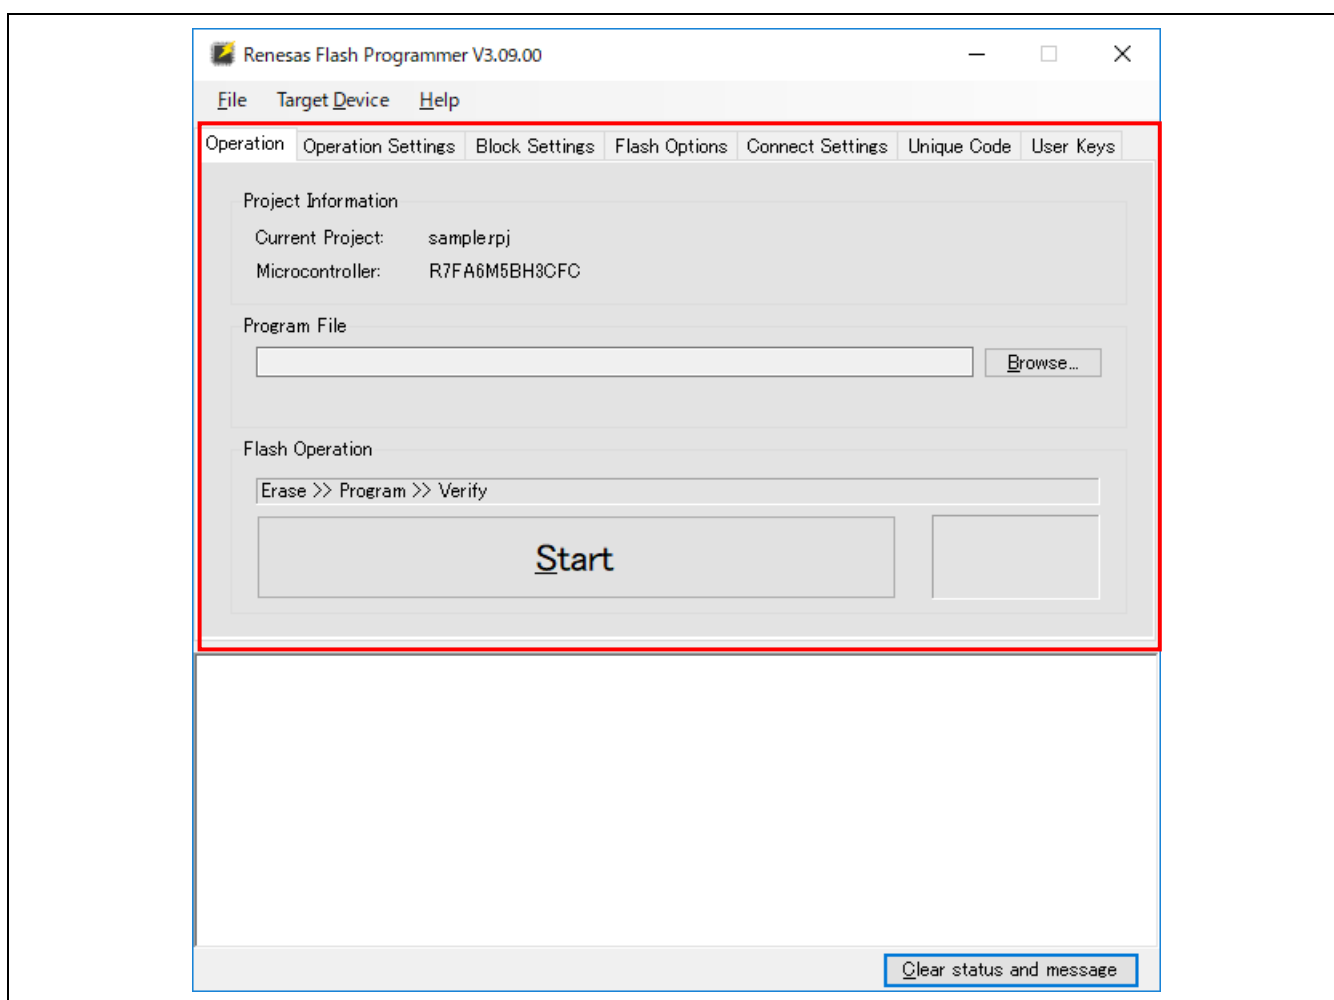 Renesas Flash Programmer V3.09.00
File Target Device Help
Operation Operation Settings Block Settings Flash Options Connect Settings Unique Code User Keys
Project Information
Current Project: sample.rpj
Microcontroller: R7FA6M5BH3CFC
Program File
Browse...
Flash Operation
Erase >> Program >> Verify
Start
Clear status and message